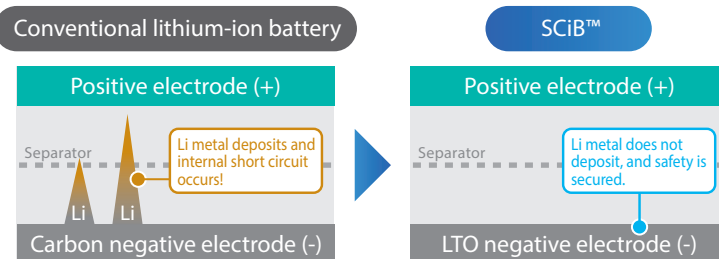 Conventional lithium-ion battery
SCiB™
Positive electrode (+)
Separator
Li metal deposits and
internal short circuit
occurs!
Li
Li
Carbon negative electrode (-)
Positive electrode (+)
Separator
Li metal does not
deposit, and safety is
secured.
LTO negative electrode (-)